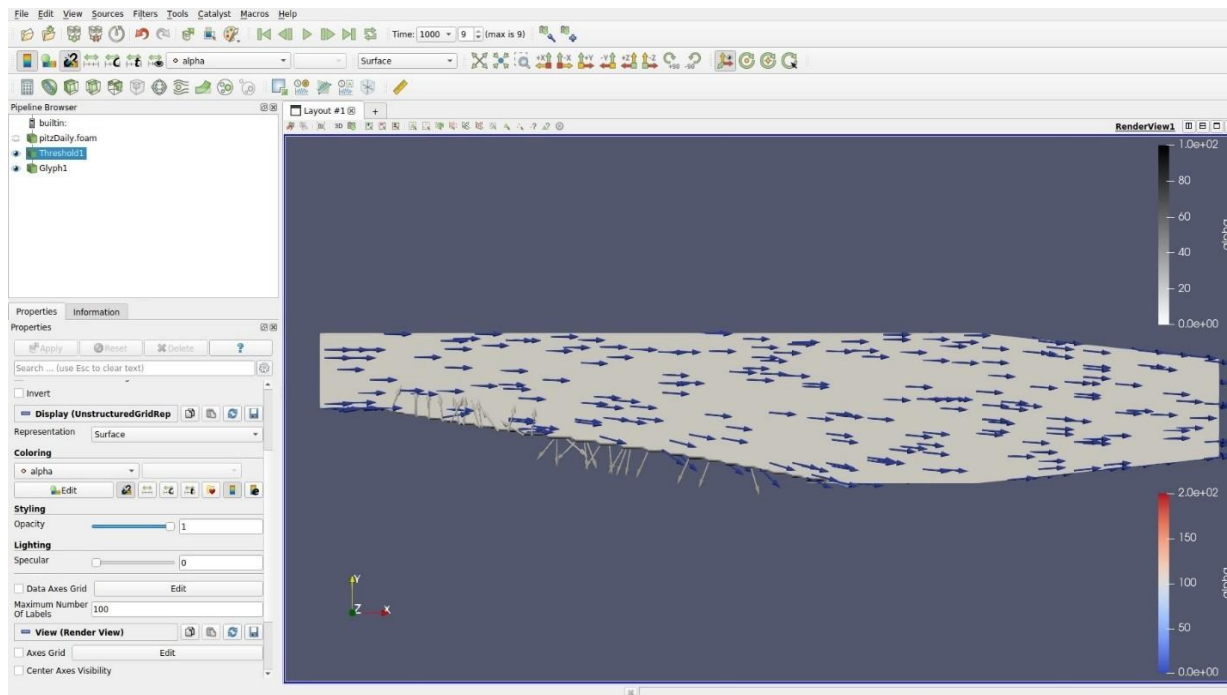 File Edit View Sources Filters Tools Catalyst Macros Help
Time: 1000 9 (max is 9)
alpha Surface
+X -X +Y -Y +Z -Z +90 -90
Pipeline Browser
builtin:
pitzDaily.foam
Threshold1
Glyph1
Properties Information
Properties
Apply Reset Delete ?
Search ... (use Esc to clear text)
Invert
Display (UnstructuredGridRep
Representation Surface
Coloring
alpha
Edit
Styling
Opacity 1
Lighting
Specular 0
Data Axes Grid Edit
Maximum Number
Of Labels 100
View (Render View)
Axes Grid Edit
Center Axes Visibility
Layout #1 +
3D
RenderView1
1.0e+02
80
60
40
20
0.0e+00
alpha
2.0e+02
150
100
50
0.0e+00
alpha
Y
Z X